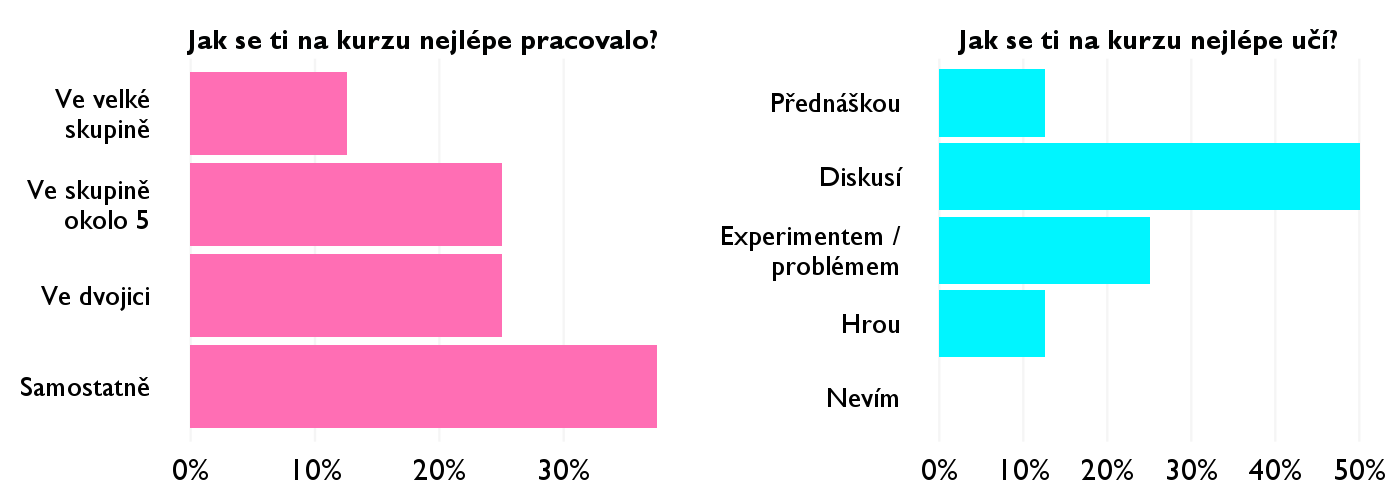 Jak se ti na kurzu nejlépe pracovalo?
Ve velké
skupině
Ve skupině
okolo 5
Ve dvojici
Samostatně
0%
10%
20%
30%
Jak se ti na kurzu nejlépe učí?
Přednáškou
Diskusí
Experimentem /
problémem
Hrou
Nevím
0%
10%
20%
30%
40%
50%